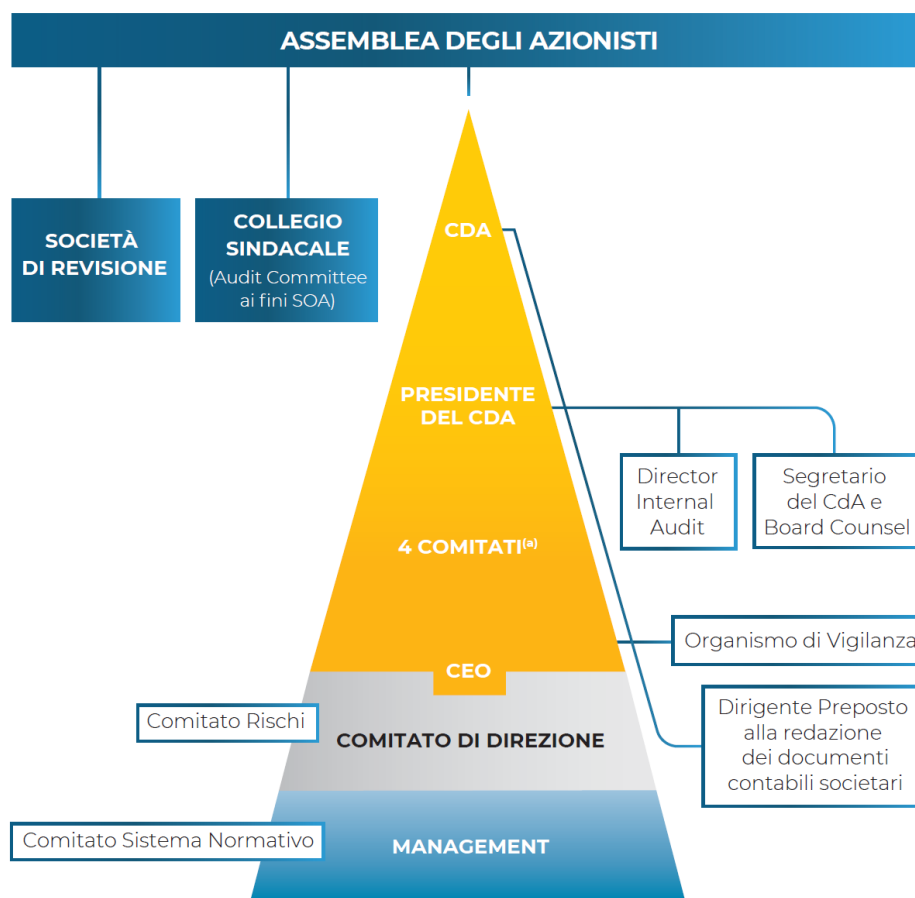 ASSEMBLEA DEGLI AZIONISTI
SOCIETÀ
DI REVISIONE
COLLEGIO
SINDACALE
(Audit Committee
ai fini SOA)
CDA
PRESIDENTE
DEL CDA
Director
Internal
Audit
Segretario
del CdA e
Board Counsel
4 COMITATI(a)
Organismo di Vigilanza
CEO
Comitato Rischi
COMITATO DI DIREZIONE
Dirigente Preposto
alla redazione
dei documenti
contabili societari
Comitato Sistema Normativo
MANAGEMENT